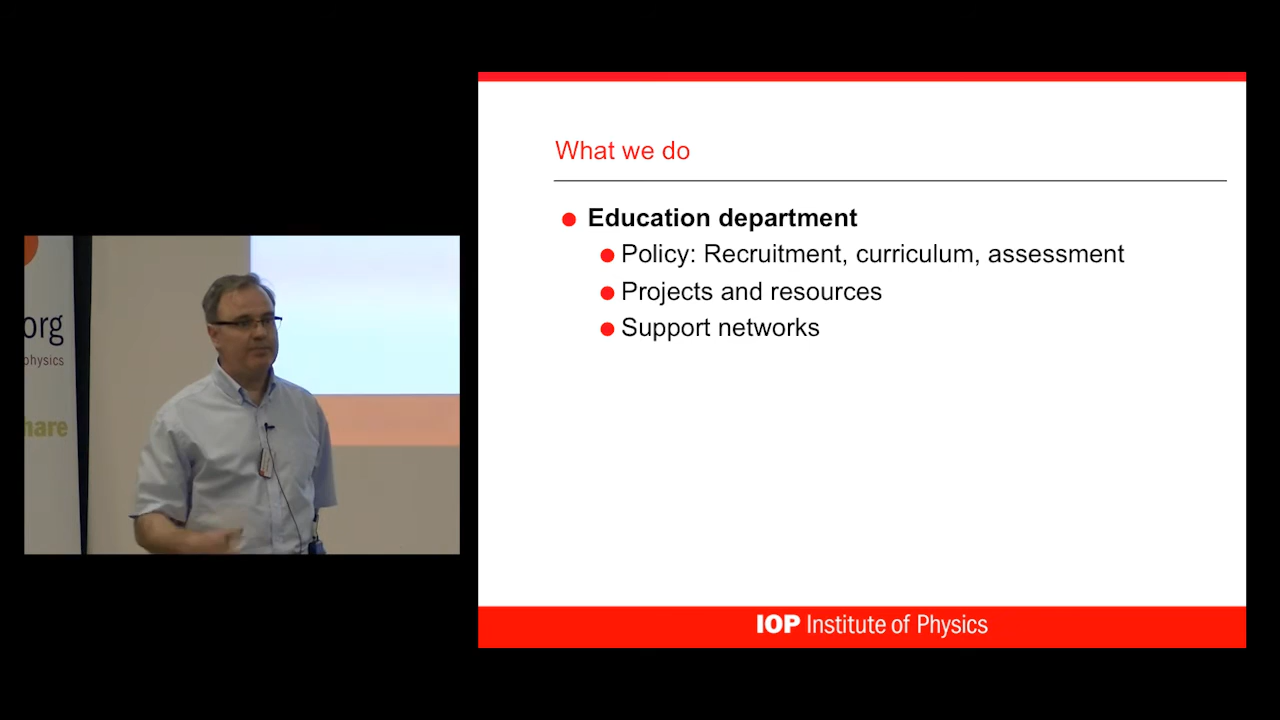 What we do
Education department
Policy: Recruitment, curriculum, assessment
Projects and resources
Support networks
IOP Institute of Physics
org
physics
hare